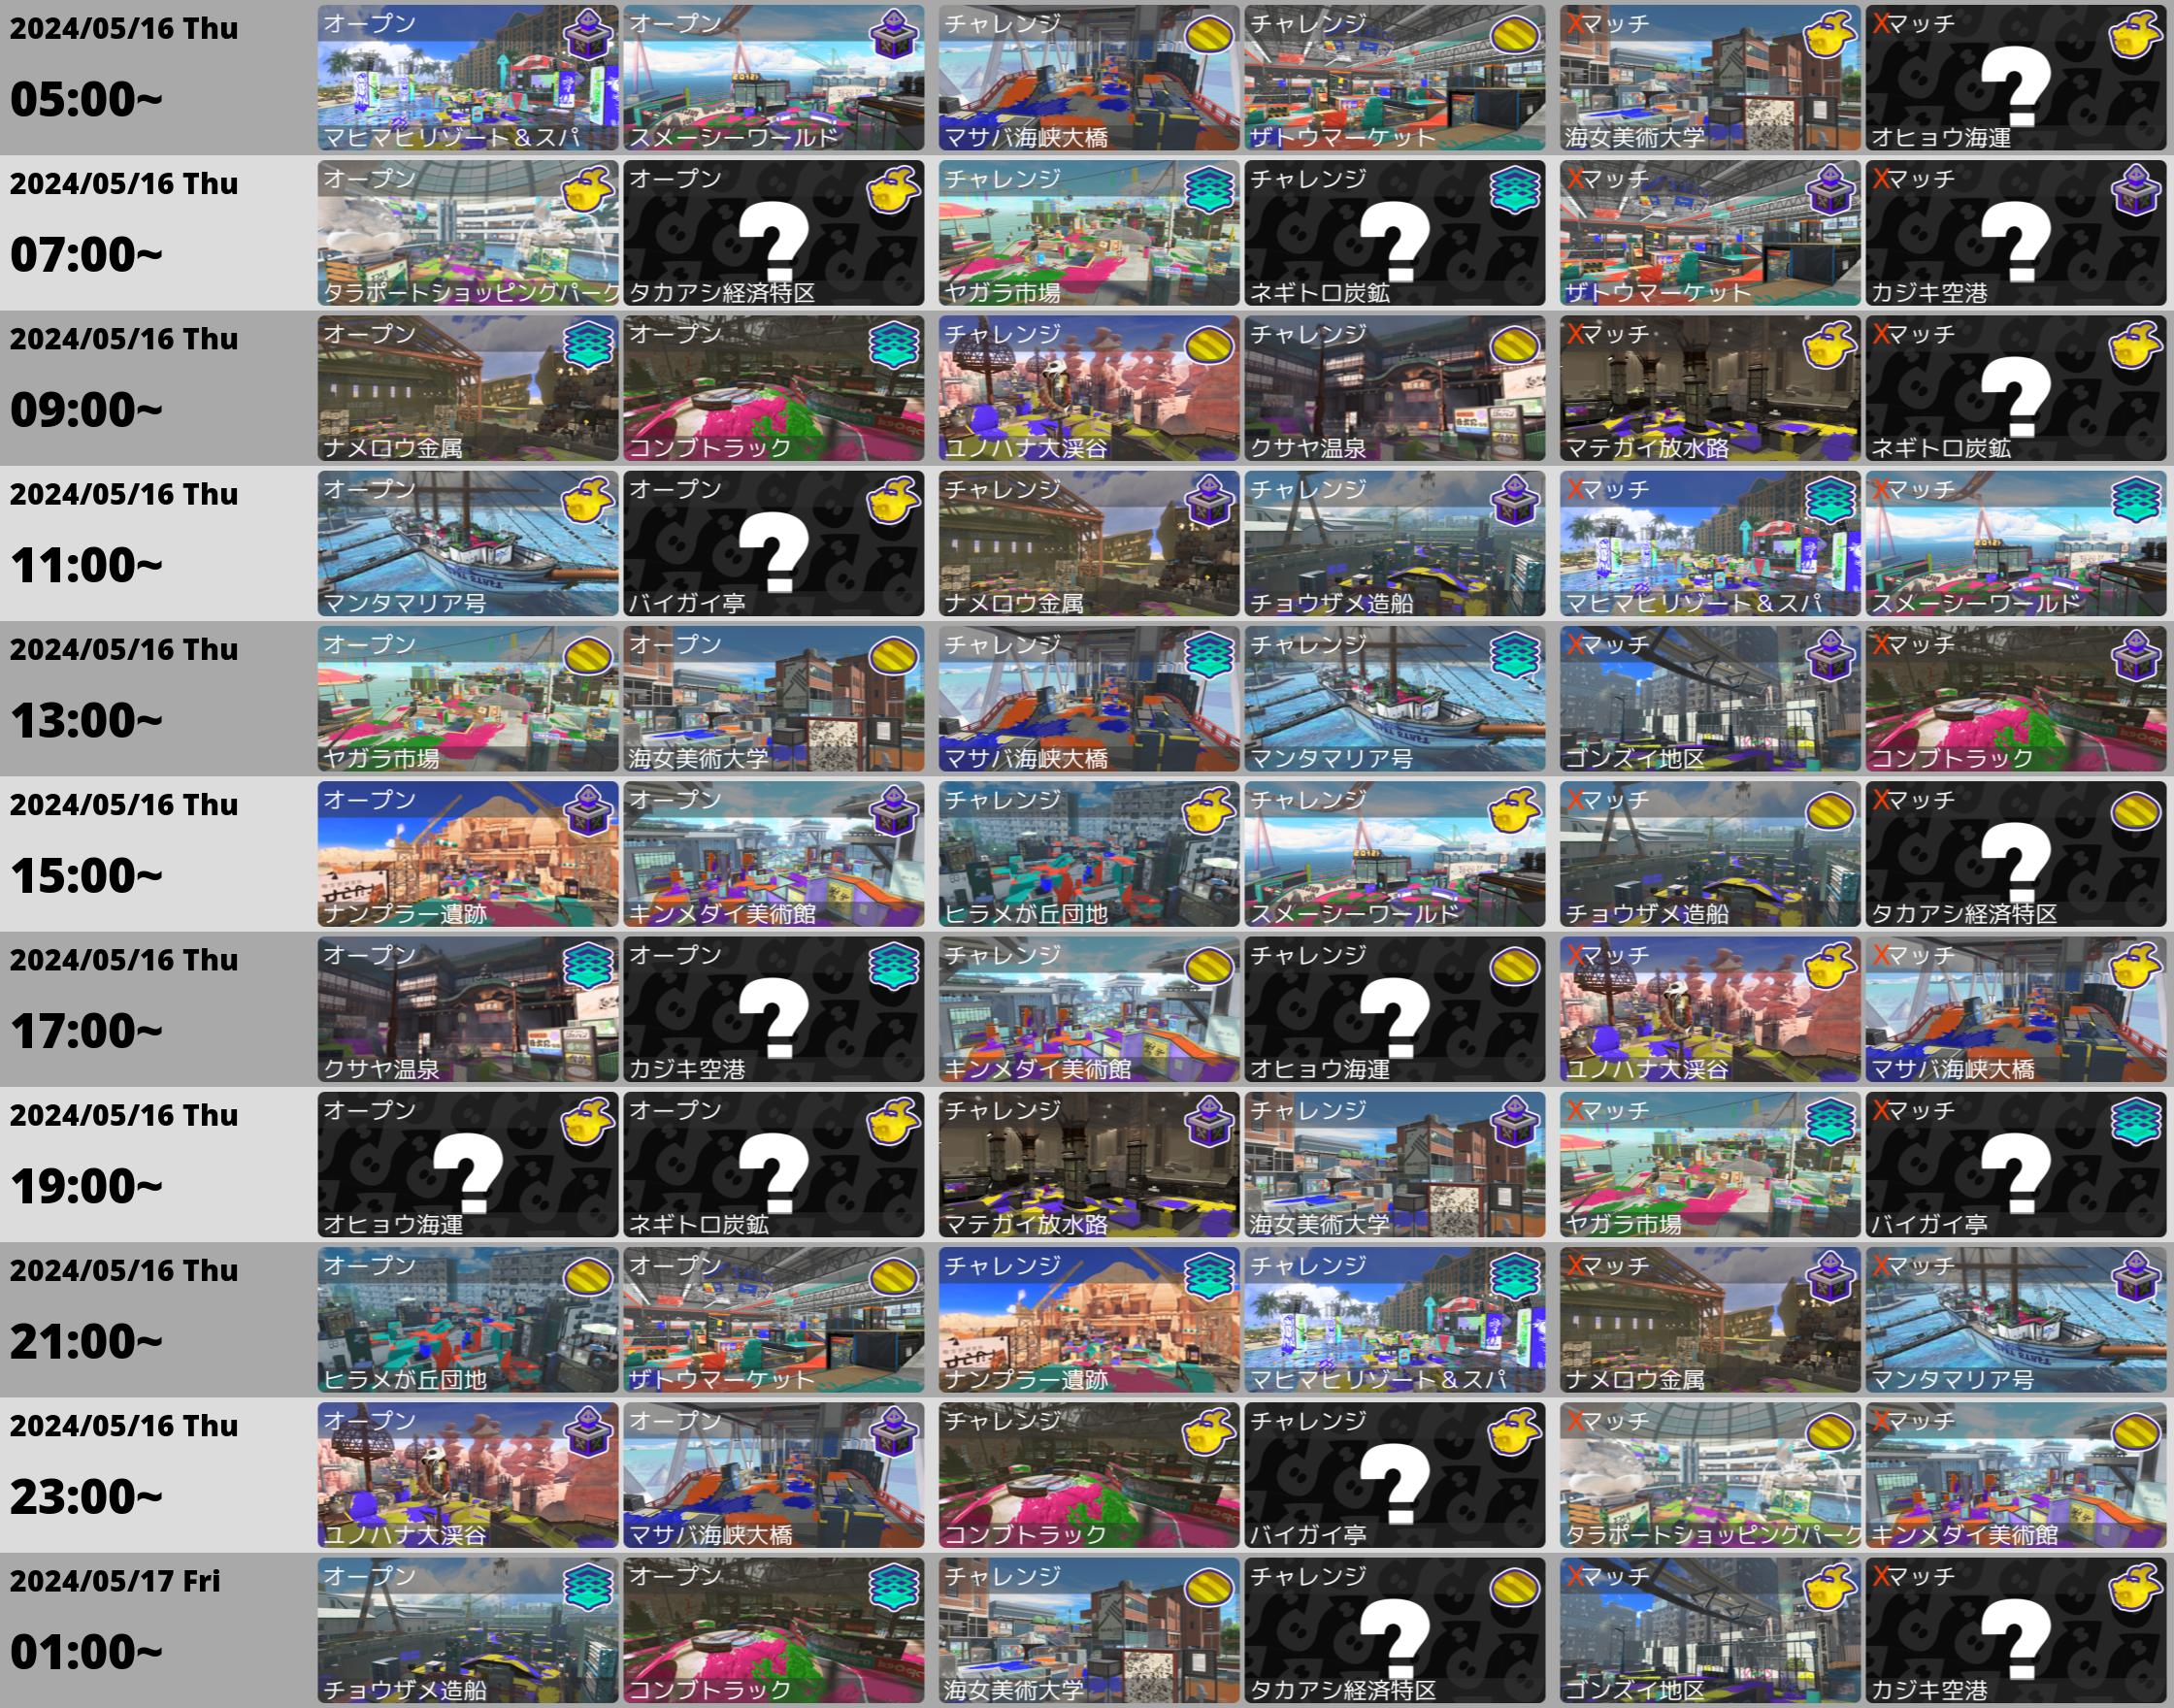 2024/05/16 Thu
05:00~
オープン
マヒマヒリゾート＆スパ
オープン
スメーシーワールド
チャレンジ
マサバ海峡大橋
チャレンジ
ザトウマーケット
Xマッチ
海女美術大学
Xマッチ
?
オヒョウ海運
2024/05/16 Thu
07:00~
オープン
タラポートショッピングパーク
オープン
?
タカアシ経済特区
チャレンジ
ヤガラ市場
チャレンジ
?
ネギトロ炭鉱
Xマッチ
ザトウマーケット
Xマッチ
?
カジキ空港
2024/05/16 Thu
09:00~
オープン
ナメロウ金属
オープン
コンブトラック
チャレンジ
ユノハナ大渓谷
チャレンジ
クサヤ温泉
Xマッチ
マテガイ放水路
Xマッチ
?
ネギトロ炭鉱
2024/05/16 Thu
11:00~
オープン
マンタマリア号
オープン
?
バイガイ亭
チャレンジ
ナメロウ金属
チャレンジ
チョウザメ造船
Xマッチ
マヒマヒリゾート＆スパ
Xマッチ
スメーシーワールド
2024/05/16 Thu
13:00~
オープン
ヤガラ市場
オープン
海女美術大学
チャレンジ
マサバ海峡大橋
チャレンジ
マンタマリア号
Xマッチ
ゴンズイ地区
Xマッチ
コンブトラック
2024/05/16 Thu
15:00~
オープン
ナンプラー遺跡
オープン
キンメダイ美術館
チャレンジ
ヒラメが丘団地
チャレンジ
スメーシーワールド
Xマッチ
チョウザメ造船
Xマッチ
?
タカアシ経済特区
2024/05/16 Thu
17:00~
オープン
クサヤ温泉
オープン
?
カジキ空港
チャレンジ
キンメダイ美術館
チャレンジ
?
オヒョウ海運
Xマッチ
ユノハナ大渓谷
Xマッチ
マサバ海峡大橋
2024/05/16 Thu
19:00~
オープン
?
オヒョウ海運
オープン
?
ネギトロ炭鉱
チャレンジ
マテガイ放水路
チャレンジ
海女美術大学
Xマッチ
ヤガラ市場
Xマッチ
?
バイガイ亭
2024/05/16 Thu
21:00~
オープン
ヒラメが丘団地
オープン
ザトウマーケット
チャレンジ
ナンプラー遺跡
チャレンジ
マヒマヒリゾート＆スパ
Xマッチ
ナメロウ金属
Xマッチ
マンタマリア号
2024/05/16 Thu
23:00~
オープン
ユノハナ大渓谷
オープン
マサバ海峡大橋
チャレンジ
コンブトラック
チャレンジ
?
バイガイ亭
Xマッチ
タラポートショッピングパーク
Xマッチ
キンメダイ美術館
2024/05/17 Fri
01:00~
オープン
チョウザメ造船
オープン
コンブトラック
チャレンジ
海女美術大学
チャレンジ
?
タカアシ経済特区
Xマッチ
ゴンズイ地区
Xマッチ
?
カジキ空港